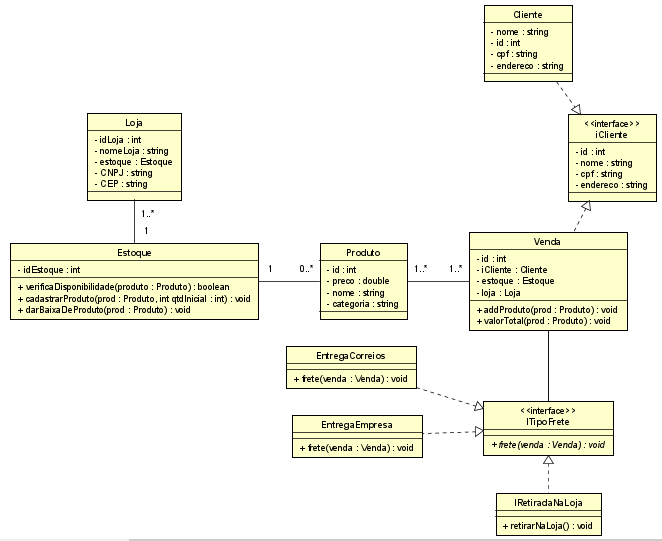 Cliente
- nome : string
- id : int
- cpf : string
- endereco : string
<<interface>>
iCliente
- id : int
- nome : string
- cpf : string
- endereco : string
Loja
- idLoja : int
- nomeLoja : string
- estoque : Estoque
- CNPJ : string
- CEP : string
1..*
1
Estoque
- idEstoque : int
+ verificaDisponibilidade(produto : Produto) : boolean
+ cadastrarProduto(prod : Produto, int qtdInicial : int) : void
+ darBaixaDeProduto(prod : Produto) : void
1
0..*
Produto
- id : int
- preco : double
- nome : string
- categoria : string
1..*
1..*
Venda
- id : int
- iCliente : Cliente
- estoque : Estoque
- loja : Loja
+ addProduto(prod : Produto) : void
+ valorTotal(prod : Produto) : void
EntregaCorreios
+ frete(venda : Venda) : void
EntregaEmpresa
+ frete(venda : Venda) : void
<<interface>>
ITipoFrete
+ frete(venda : Venda) : void
IRetiradaNaLoja
+ retirarNaLoja() : void